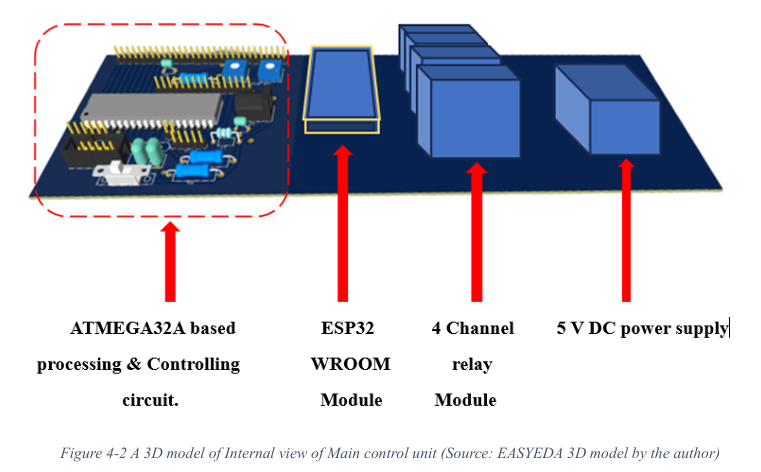 ATMEGA32A based
processing & Controlling
circuit.
ESP32
WROOM
Module
4 Channel
relay
Module
5 V DC power supply
Figure 4-2 A 3D model of Internal view of Main control unit (Source: EASYEDA 3D model by the author)